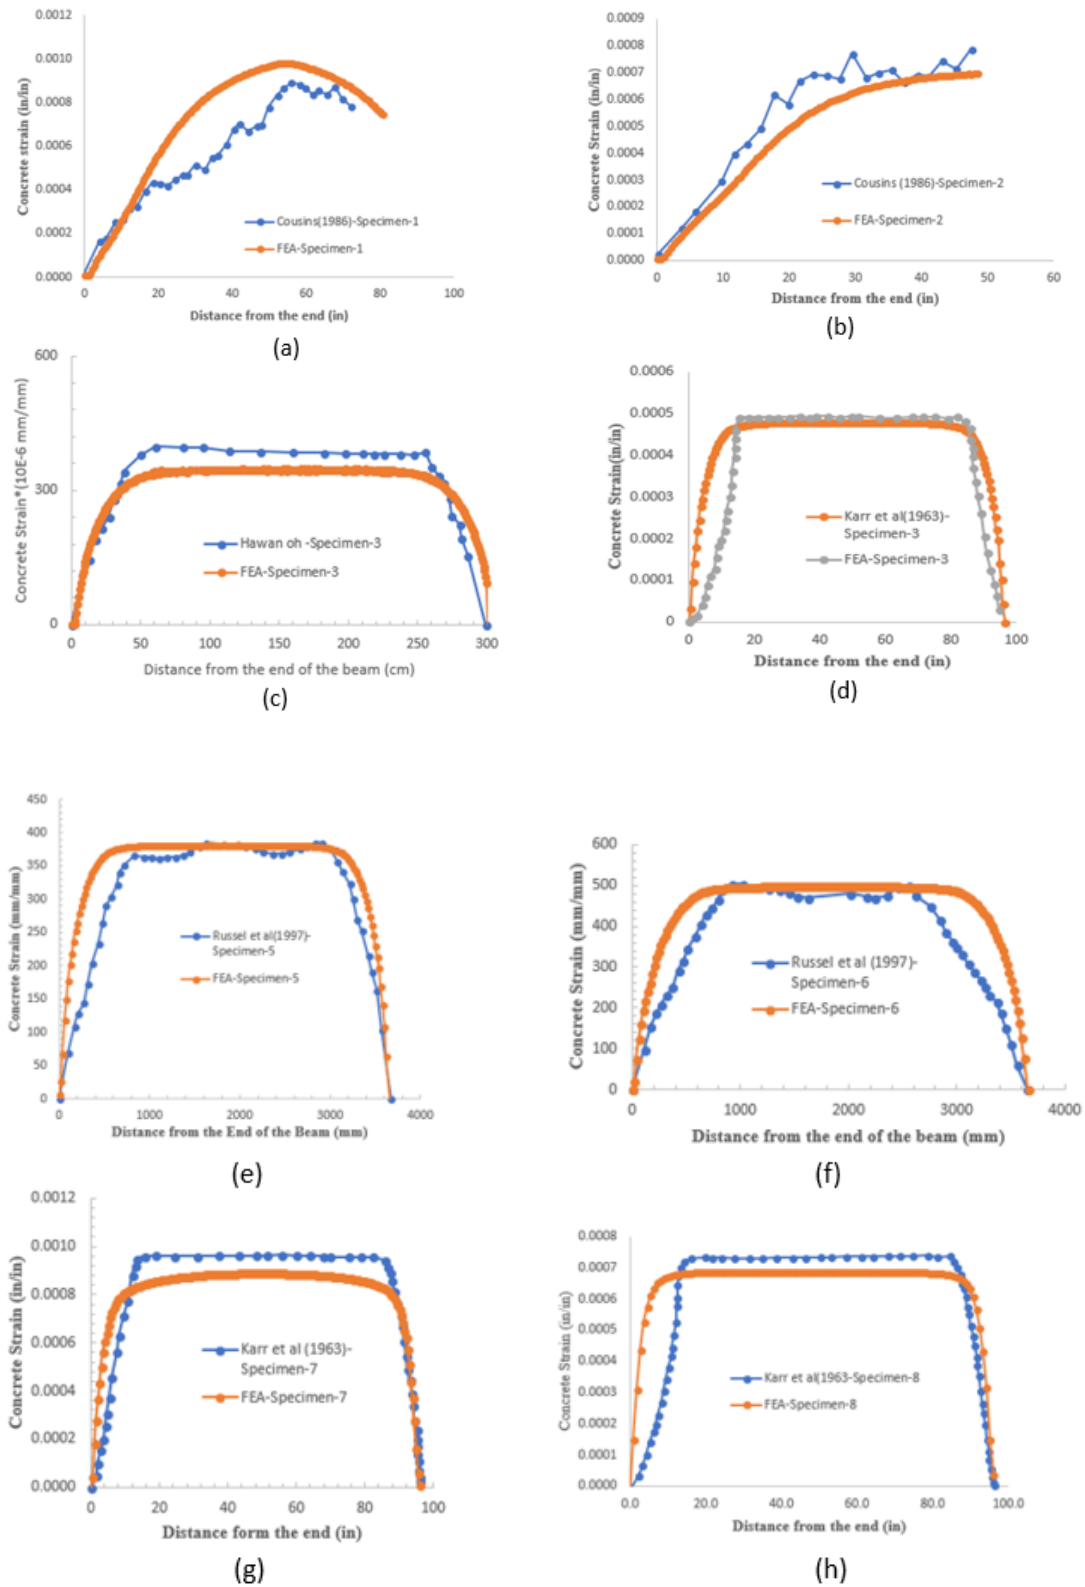 0.0012
0.0010
0.0008
0.0006
0.0004
0.0002
0.0000
Concrete strain (in/in)
Cousins(1986)-Specimen-1
FEA-Specimen-1
0 20 40 60 80 100
Distance from the end (in)
(a)
0.0009
0.0008
0.0007
0.0006
0.0005
0.0004
0.0003
0.0002
0.0001
0.0000
Concrete Strain (in/in)
Cousins (1986)-Specimen-2
FEA-Specimen-2
0 10 20 30 40 50 60
Distance from the end (in)
(b)
600
300
0
Concrete Strain*(10E-6 mm/mm)
Hawan oh -Specimen-3
FEA-Specimen-3
0 50 100 150 200 250 300
Distance from the end of the beam (cm)
(c)
0.0006
0.0005
0.0004
0.0003
0.0002
0.0001
0
Concrete Strain(in/in)
Karr et al(1963)-
Specimen-3
FEA-Specimen-3
0 20 40 60 80 100
Distance from the end (in)
(d)
450
400
350
300
250
200
150
100
50
0
Concrete Strain (mm/mm)
Russel et al(1997)-
Specimen-5
FEA-Specimen-5
0 1000 2000 3000 4000
Distance from the End of the Beam (mm)
(e)
600
500
400
300
200
100
0
Concrete Strain (mm/mm)
Russel et al (1997)-
Specimen-6
FEA-Specimen-6
0 1000 2000 3000 4000
Distance from the end of the beam (mm)
(f)
0.0012
0.0010
0.0008
0.0006
0.0004
0.0002
0.0000
Concrete Strain (in/in)
Karr et al (1963)-
Specimen-7
FEA-Specimen-7
0 20 40 60 80 100
Distance form the end (in)
(g)
0.0008
0.0007
0.0006
0.0005
0.0004
0.0003
0.0002
0.0001
0.0000
Concrete Strain (in/in)
Karr et al(1963-Specimen-8
FEA-Specimen-8
0.0 20.0 40.0 60.0 80.0 100.0
Distance from the end (in)
(h)